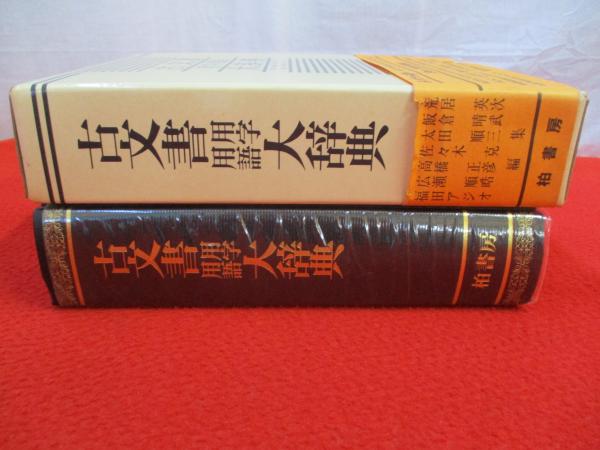 古文書用字用語大辞典
荒居英次
飯倉晴武
太田順三
佐々木克
高橋正彦
広瀬順晧
福田アジオ
編集
柏書房
古文書用字用語大辞典
柏書房